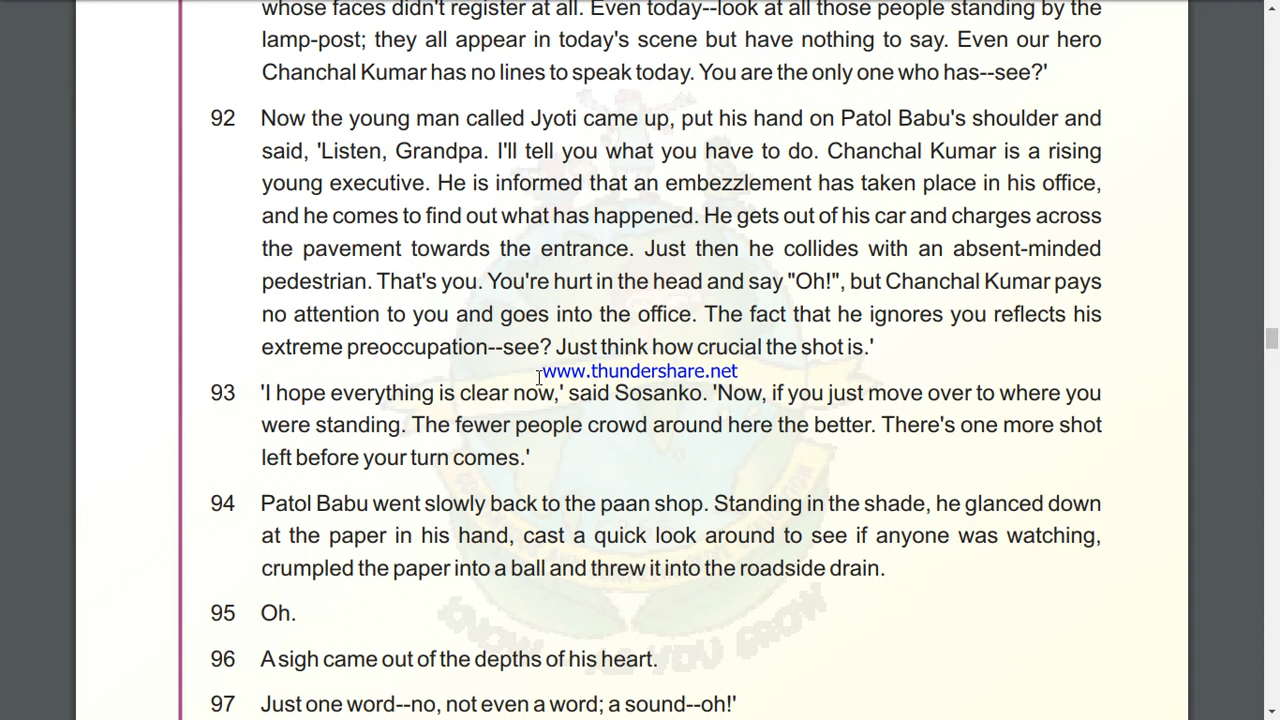 whose faces didn't register at all. Even today--look at all those people standing by the
lamp-post; they all appear in today's scene but have nothing to say. Even our hero
Chanchal Kumar has no lines to speak today. You are the only one who has--see?'
92 Now the young man called Jyoti came up, put his hand on Patol Babu's shoulder and
said, 'Listen, Grandpa. I'll tell you what you have to do. Chanchal Kumar is a rising
young executive. He is informed that an embezzlement has taken place in his office,
and he comes to find out what has happened. He gets out of his car and charges across
the pavement towards the entrance. Just then he collides with an absent-minded
pedestrian. That's you. You're hurt in the head and say "Oh!", but Chanchal Kumar pays
no attention to you and goes into the office. The fact that he ignores you reflects his
extreme preoccupation--see? Just think how crucial the shot is.'
www.thundershare.net
93 'I hope everything is clear now,' said Sosanko. 'Now, if you just move over to where you
were standing. The fewer people crowd around here the better. There's one more shot
left before your turn comes.'
94 Patol Babu went slowly back to the paan shop. Standing in the shade, he glanced down
at the paper in his hand, cast a quick look around to see if anyone was watching,
crumpled the paper into a ball and threw it into the roadside drain.
95 Oh.
96 A sigh came out of the depths of his heart.
97 Just one word--no, not even a word; a sound--oh!'